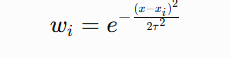 $w_i = e^{-\frac{(x-x_i)^2}{2\tau^2}}$